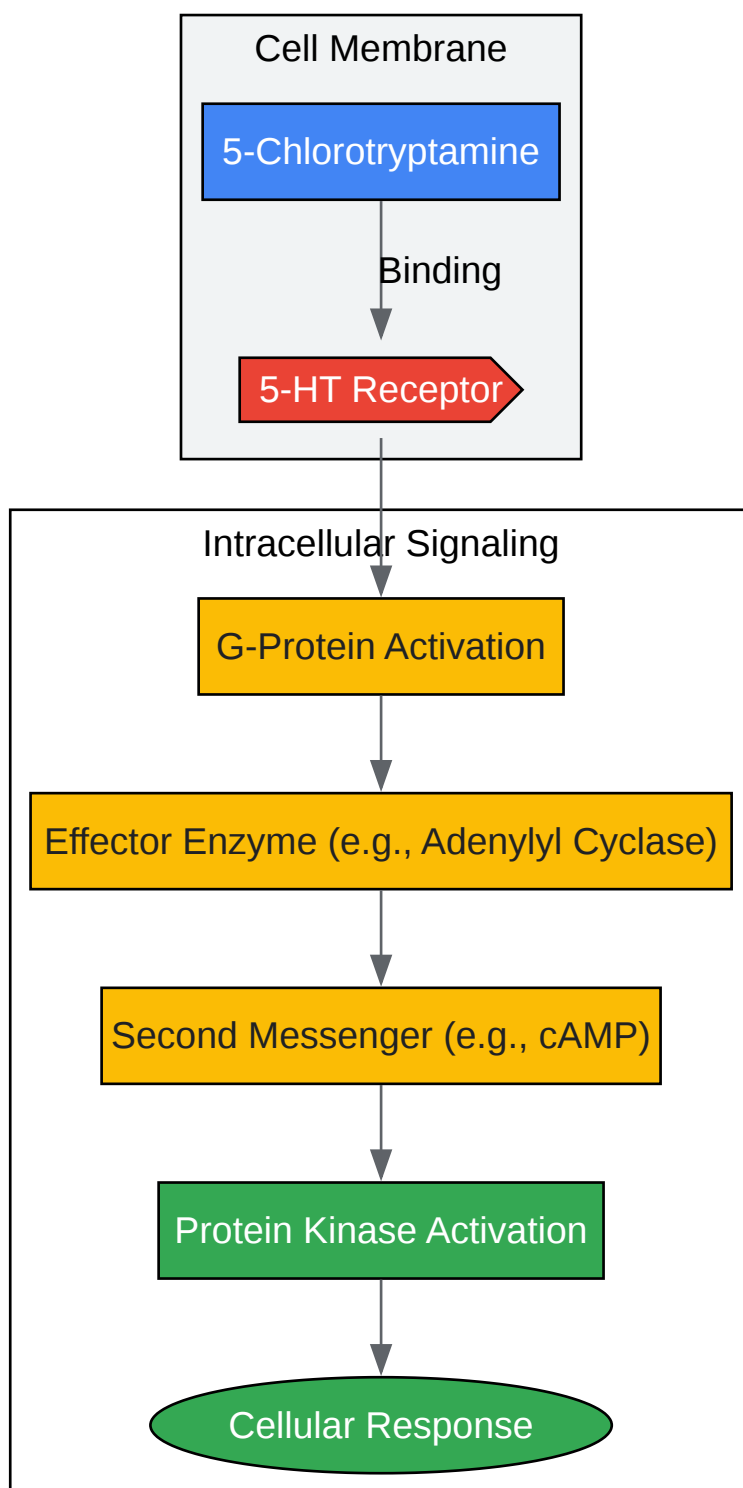 Cell Membrane
5-Chlorotryptamine
Binding
5-HT Receptor
Intracellular Signaling
G-Protein Activation
Effector Enzyme (e.g., Adenylyl Cyclase)
Second Messenger (e.g., cAMP)
Protein Kinase Activation
Cellular Response